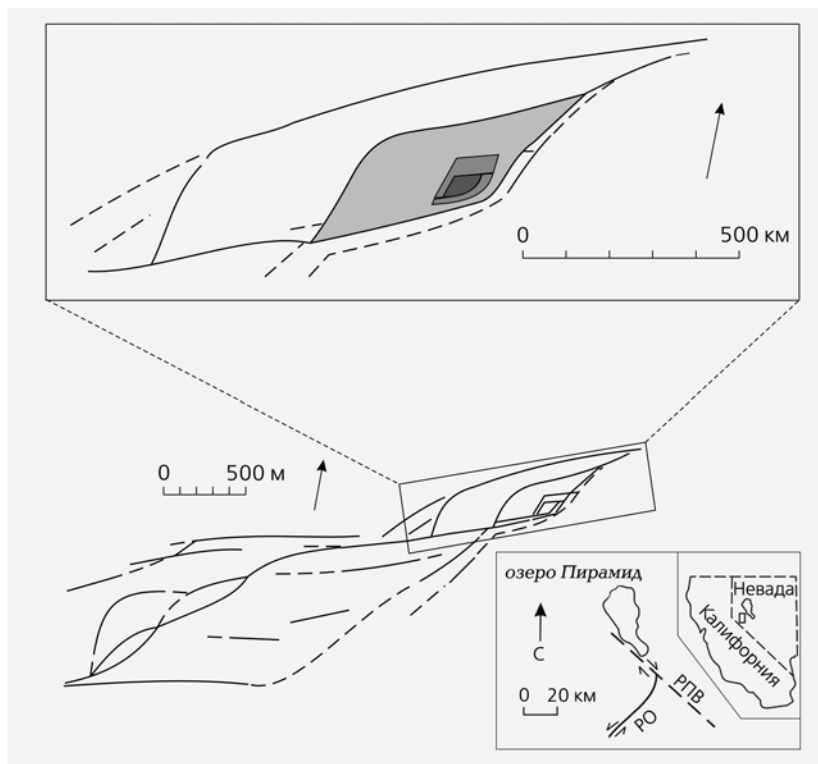 0 500 км
0 500 м
озеро Пирамид
С
0 20 км
РПВ
РО
Невада
Калифорния